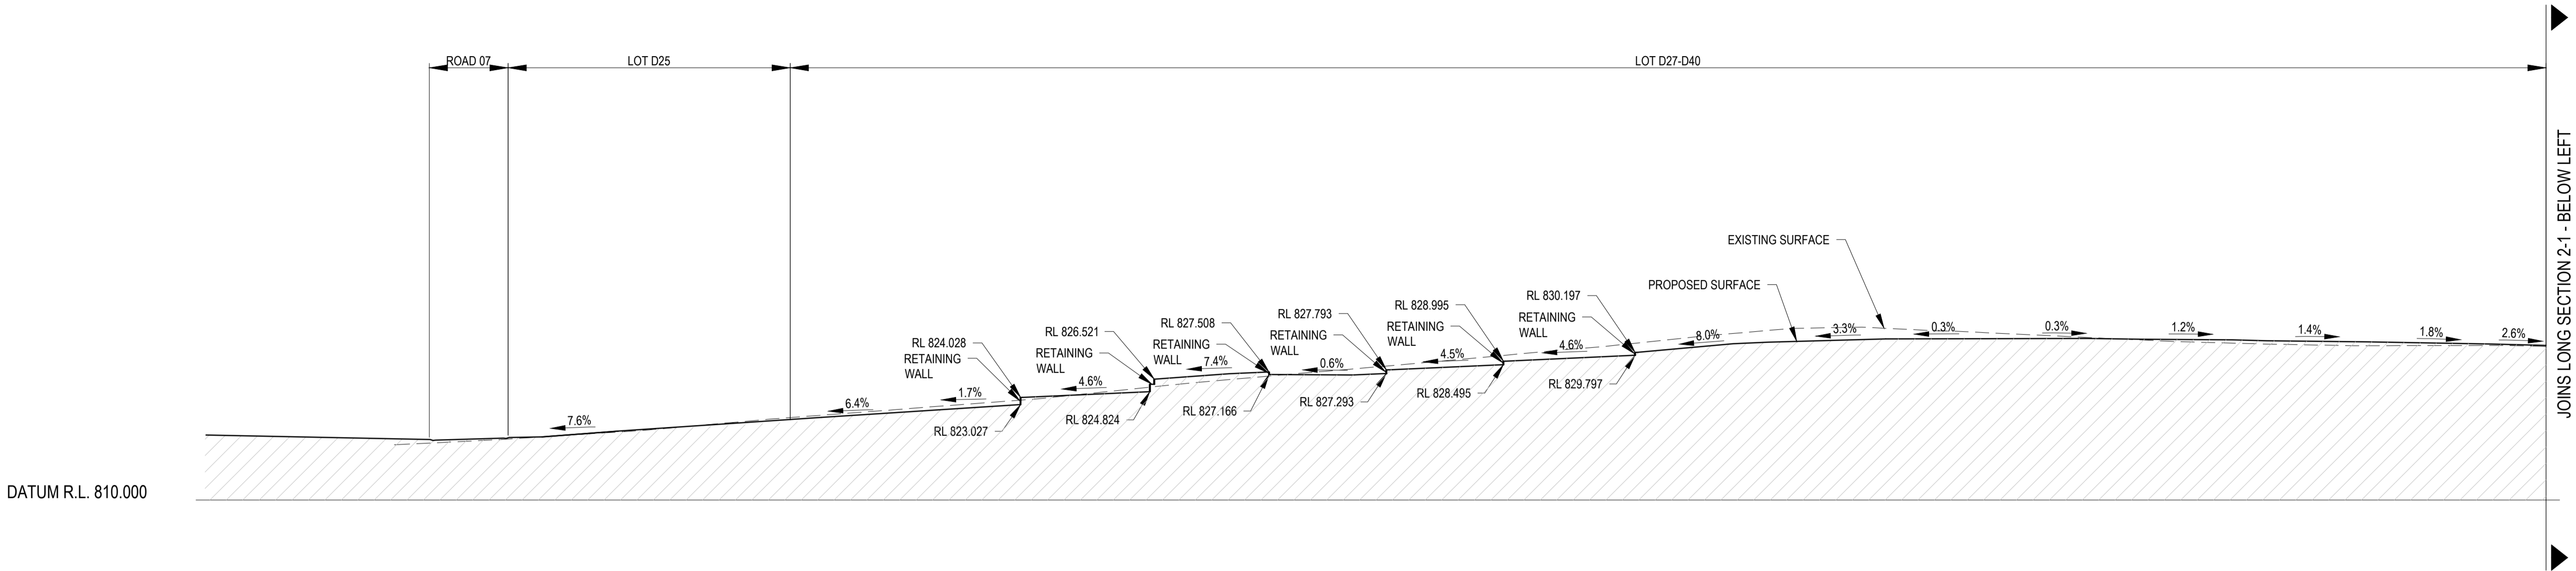 ROAD 07
LOT D25
LOT D27-D40
EXISTING SURFACE
PROPOSED SURFACE
RL 824.028
RETAINING
WALL
RL 826.521
RETAINING
WALL
RL 827.508
RETAINING
WALL
RL 827.793
RETAINING
WALL
RL 828.995
RETAINING
WALL
RL 830.197
RETAINING
WALL
7.6%
6.4%
1.7%
4.6%
7.4%
0.6%
4.5%
4.6%
8.0%
3.3%
0.3%
0.3%
1.2%
1.4%
1.8%
2.6%
RL 823.027
RL 824.824
RL 827.166
RL 827.293
RL 828.495
RL 829.797
DATUM R.L. 810.000
JOINS LONG SECTION 2-1 - BELOW LEFT